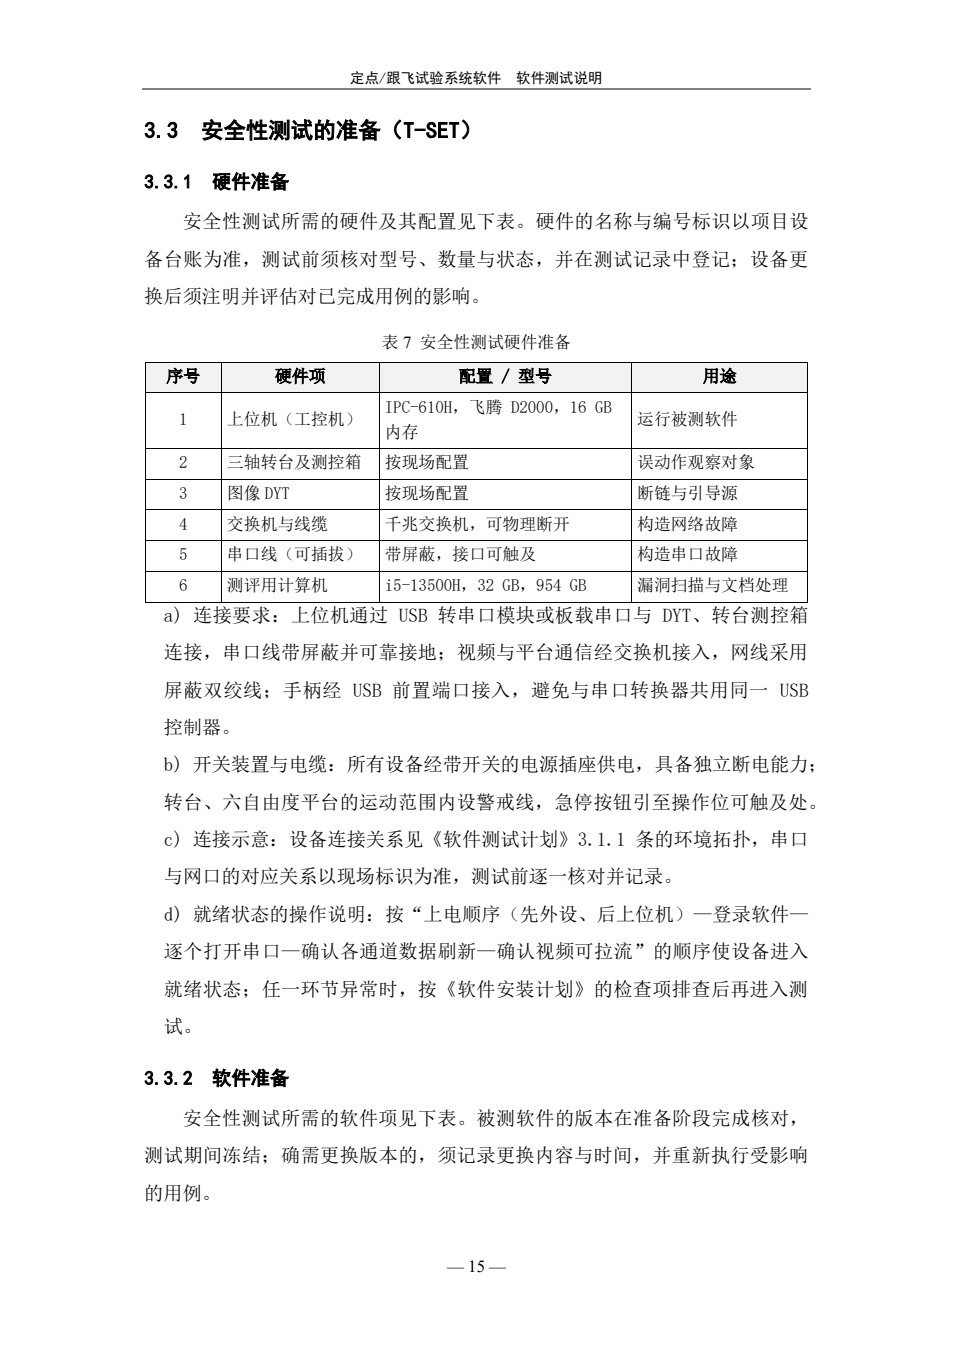 定点/跟飞试验系统软件　软件测试说明
3.3　安全性测试的准备（T-SET）
3.3.1　硬件准备
安全性测试所需的硬件及其配置见下表。硬件的名称与编号标识以项目设
备台账为准，测试前须核对型号、数量与状态，并在测试记录中登记；设备更
换后须注明并评估对已完成用例的影响。
表 7  安全性测试硬件准备
序号　硬件项　配置 / 型号　用途
1　上位机（工控机）　IPC-610H，飞腾 D2000，16 GB 内存　运行被测软件
2　三轴转台及测控箱　按现场配置　误动作观察对象
3　图像 DYT　按现场配置　断链与引导源
4　交换机与线缆　千兆交换机，可物理断开　构造网络故障
5　串口线（可插拔）　带屏蔽，接口可触及　构造串口故障
6　测评用计算机　i5-13500H，32 GB，954 GB　漏洞扫描与文档处理
a) 连接要求：上位机通过 USB 转串口模块或板载串口与 DYT、转台测控箱
连接，串口线带屏蔽并可靠接地；视频与平台通信经交换机接入，网线采用
屏蔽双绞线；手柄经 USB 前置端口接入，避免与串口转换器共用同一 USB
控制器。
b) 开关装置与电缆：所有设备经带开关的电源插座供电，具备独立断电能力；
转台、六自由度平台的运动范围内设警戒线，急停按钮引至操作位可触及处。
c) 连接示意：设备连接关系见《软件测试计划》3.1.1 条的环境拓扑，串口
与网口的对应关系以现场标识为准，测试前逐一核对并记录。
d) 就绪状态的操作说明：按“上电顺序（先外设、后上位机）—登录软件—
逐个打开串口—确认各通道数据刷新—确认视频可拉流”的顺序使设备进入
就绪状态；任一环节异常时，按《软件安装计划》的检查项排查后再进入测
试。
3.3.2　软件准备
安全性测试所需的软件项见下表。被测软件的版本在准备阶段完成核对，
测试期间冻结；确需更换版本的，须记录更换内容与时间，并重新执行受影响
的用例。
— 15 —